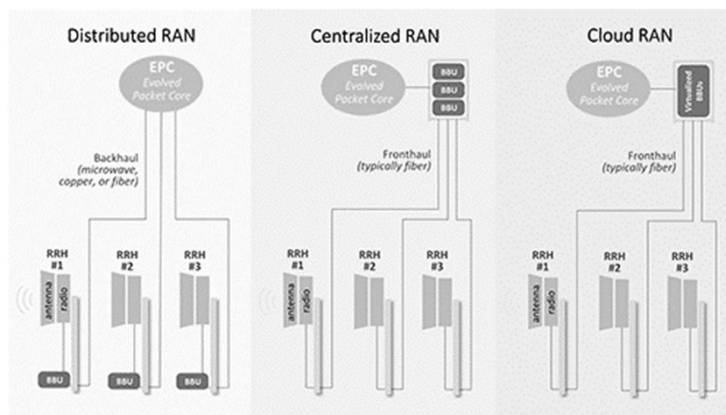 Distributed RAN
EPC
Evolved
Packet Core
Backhaul
(microwave,
copper, or fiber)
RRH
#1
RRH
#2
RRH
#3
antenna
radio
BBU
BBU
BBU
Centralized RAN
EPC
Evolved
Packet Core
BBU
BBU
BBU
Fronthaul
(typically fiber)
RRH
#1
RRH
#2
RRH
#3
antenna
radio
Cloud RAN
EPC
Evolved
Packet Core
Virtualized
BBUs
Fronthaul
(typically fiber)
RRH
#1
RRH
#2
RRH
#3
antenna
radio